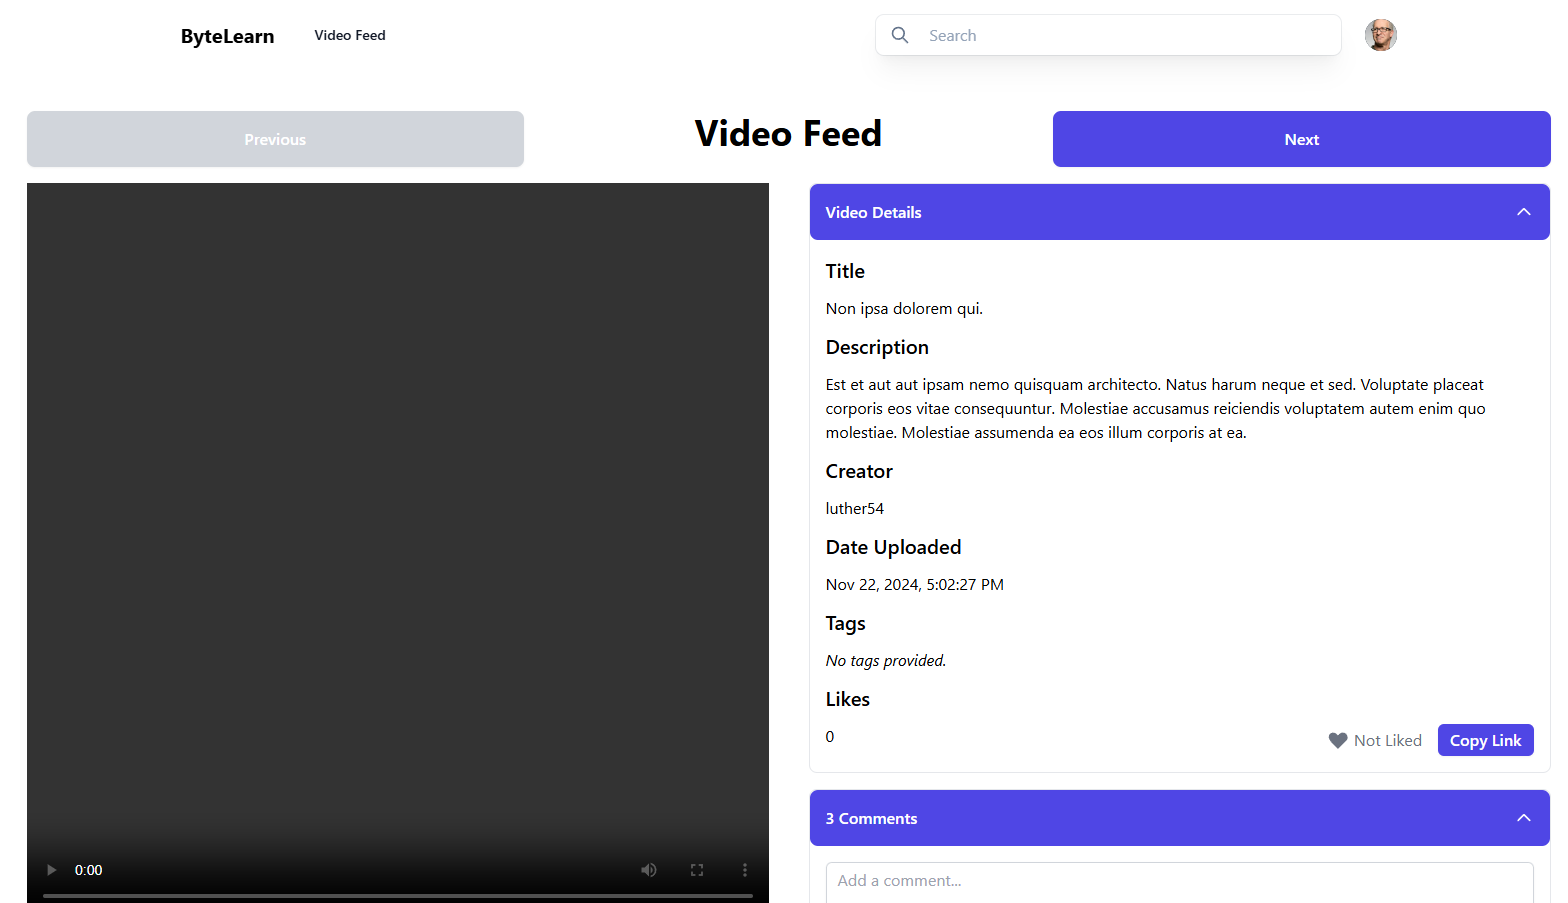 ByteLearn
Video Feed
Search
Previous
Video Feed
Next
Video Details
Title
Non ipsa dolorem qui.
Description
Est et aut aut ipsam nemo quisquam architecto. Natus harum neque et sed. Voluptate placeat
corporis eos vitae consequuntur. Molestiae accusamus reiciendis voluptatem autem enim quo
molestiae. Molestiae assumenda ea eos illum corporis at ea.
Creator
luther54
Date Uploaded
Nov 22, 2024, 5:02:27 PM
Tags
No tags provided.
Likes
0
Not Liked
Copy Link
0:00
3 Comments
Add a comment...